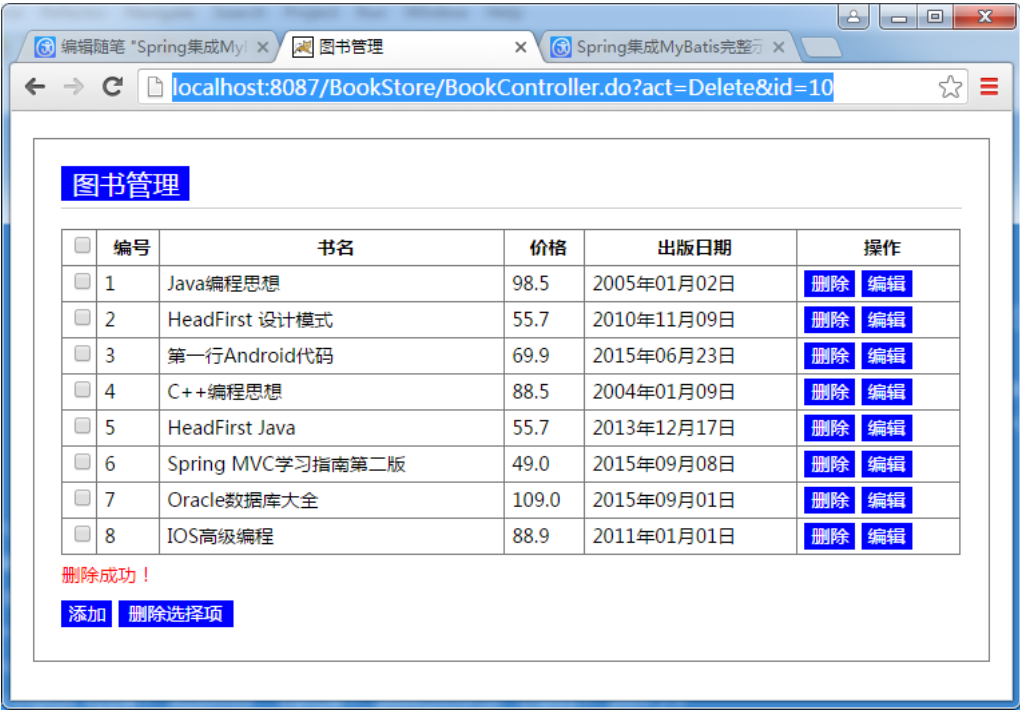 编辑随笔 "Spring集成My
图书管理
Spring集成MyBatis完整示
localhost:8087/BookStore/BookController.do?act=Delete&id=10
图书管理
编号 书名 价格 出版日期 操作
1 Java编程思想 98.5 2005年01月02日 删除 编辑
2 HeadFirst 设计模式 55.7 2010年11月09日 删除 编辑
3 第一行Android代码 69.9 2015年06月23日 删除 编辑
4 C++编程思想 88.5 2004年01月09日 删除 编辑
5 HeadFirst Java 55.7 2013年12月17日 删除 编辑
6 Spring MVC学习指南第二版 49.0 2015年09月08日 删除 编辑
7 Oracle数据库大全 109.0 2015年09月01日 删除 编辑
8 IOS高级编程 88.9 2011年01月01日 删除 编辑
删除成功！
添加 删除选择项